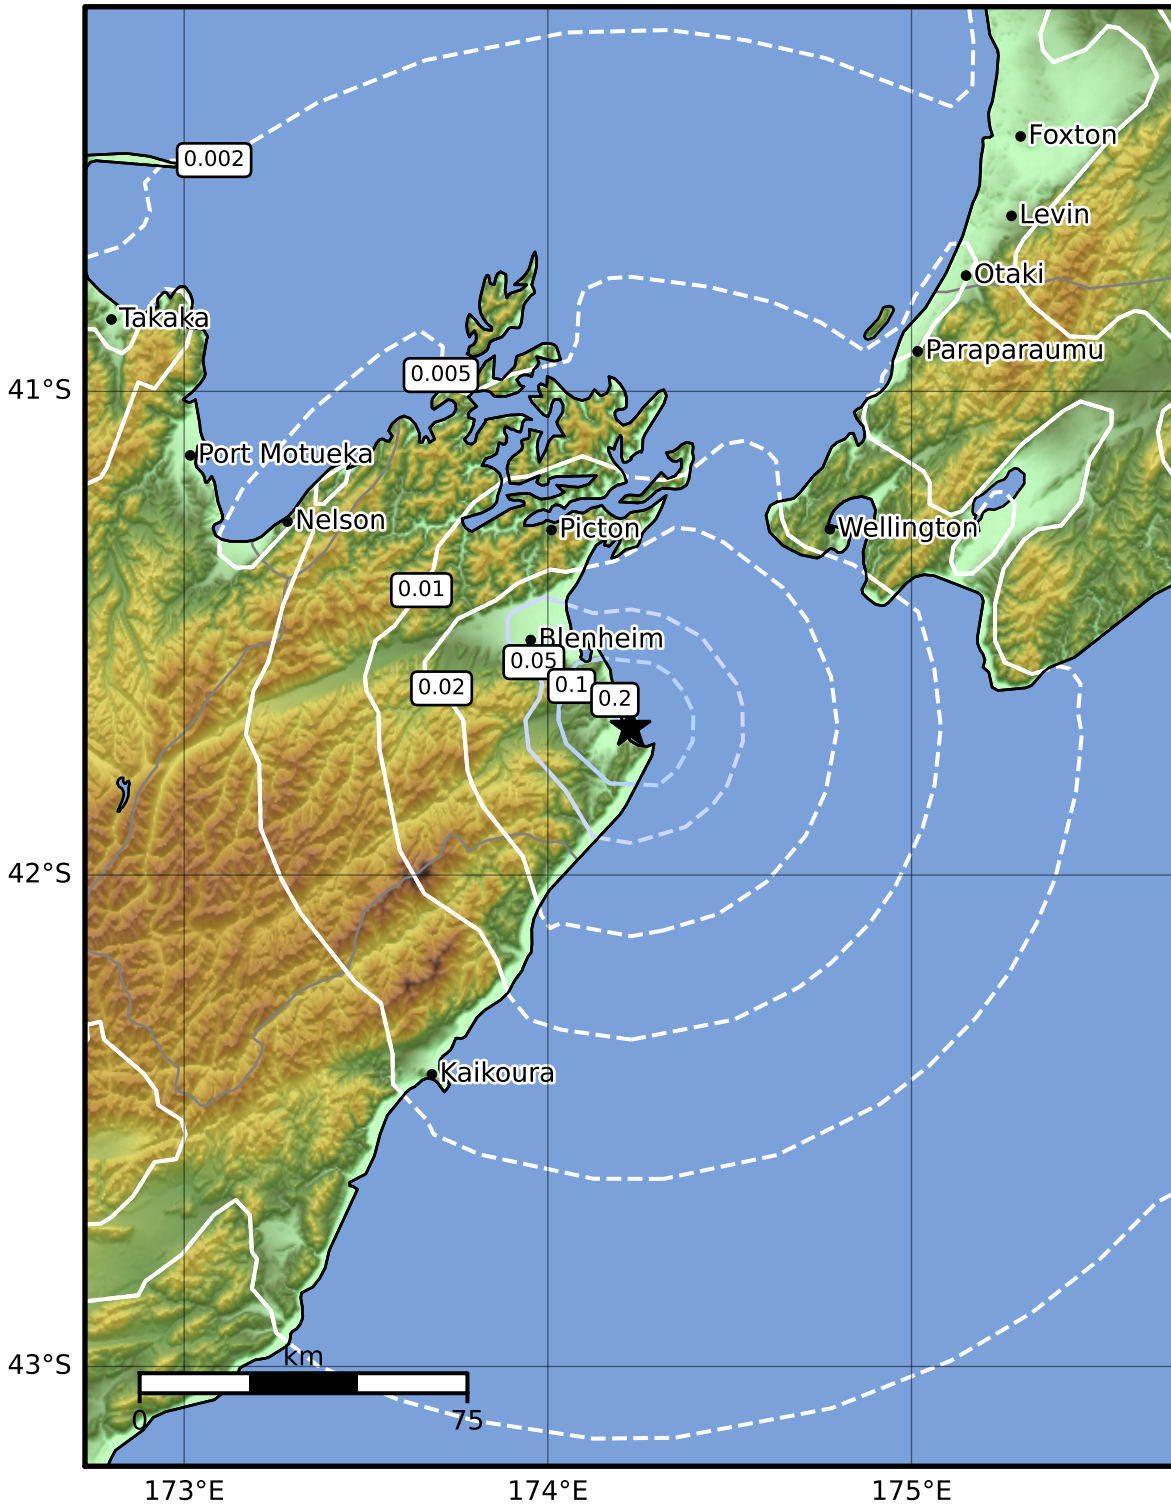 Foxton
0.002
Levin
Otaki
Takaka
Paraparaumu
0.005
41°S
Port Motueka
Nelson
Picton
Wellington
0.01
Blenheim
0.05
0.02
0.1
0.2
42°S
Kaikoura
km
43°S
0
75
173°E
174°E
175°E